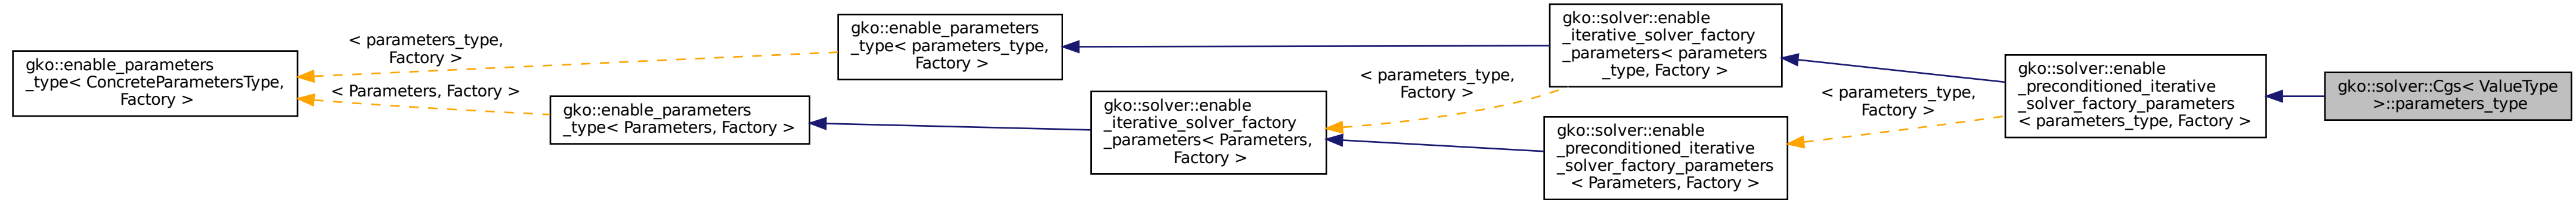 gko::enable_parameters
_type< ConcreteParametersType,
Factory >
< parameters_type,
Factory >
< Parameters, Factory >
gko::enable_parameters
_type< parameters_type,
Factory >
gko::enable_parameters
_type< Parameters, Factory >
gko::solver::enable
_iterative_solver_factory
_parameters< Parameters,
Factory >
< parameters_type,
Factory >
gko::solver::enable
_iterative_solver_factory
_parameters< parameters
_type, Factory >
gko::solver::enable
_preconditioned_iterative
_solver_factory_parameters
< Parameters, Factory >
< parameters_type,
Factory >
gko::solver::enable
_preconditioned_iterative
_solver_factory_parameters
< parameters_type, Factory >
gko::solver::Cgs< ValueType
>::parameters_type